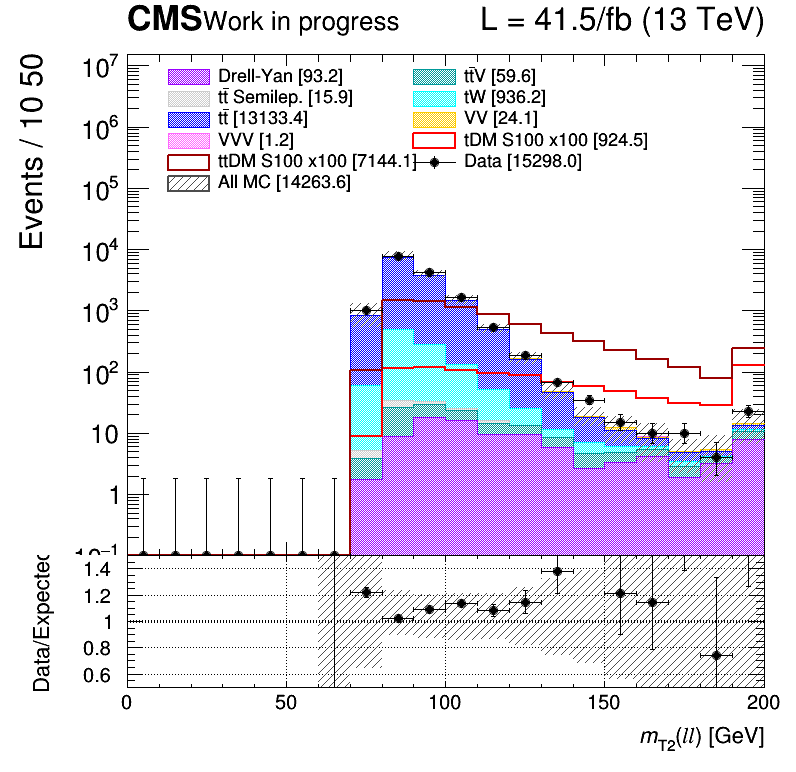 CMS Work in progress L = 41.5/fb (13 TeV)
Events / 10 50
Drell-Yan [93.2] tt̄V [59.6]
tt̄ Semilep. [15.9] tW [936.2]
tt̄ [13133.4] VV [24.1]
VVV [1.2] tDM S100 x100 [924.5]
ttDM S100 x100 [7144.1] Data [15298.0]
All MC [14263.6]
10⁷
10⁶
10⁵
10⁴
10³
10²
10
1
10⁻¹
Data/Expected
1.4
1.2
1
0.8
0.6
0 50 100 150 200
m_T2(ll) [GeV]